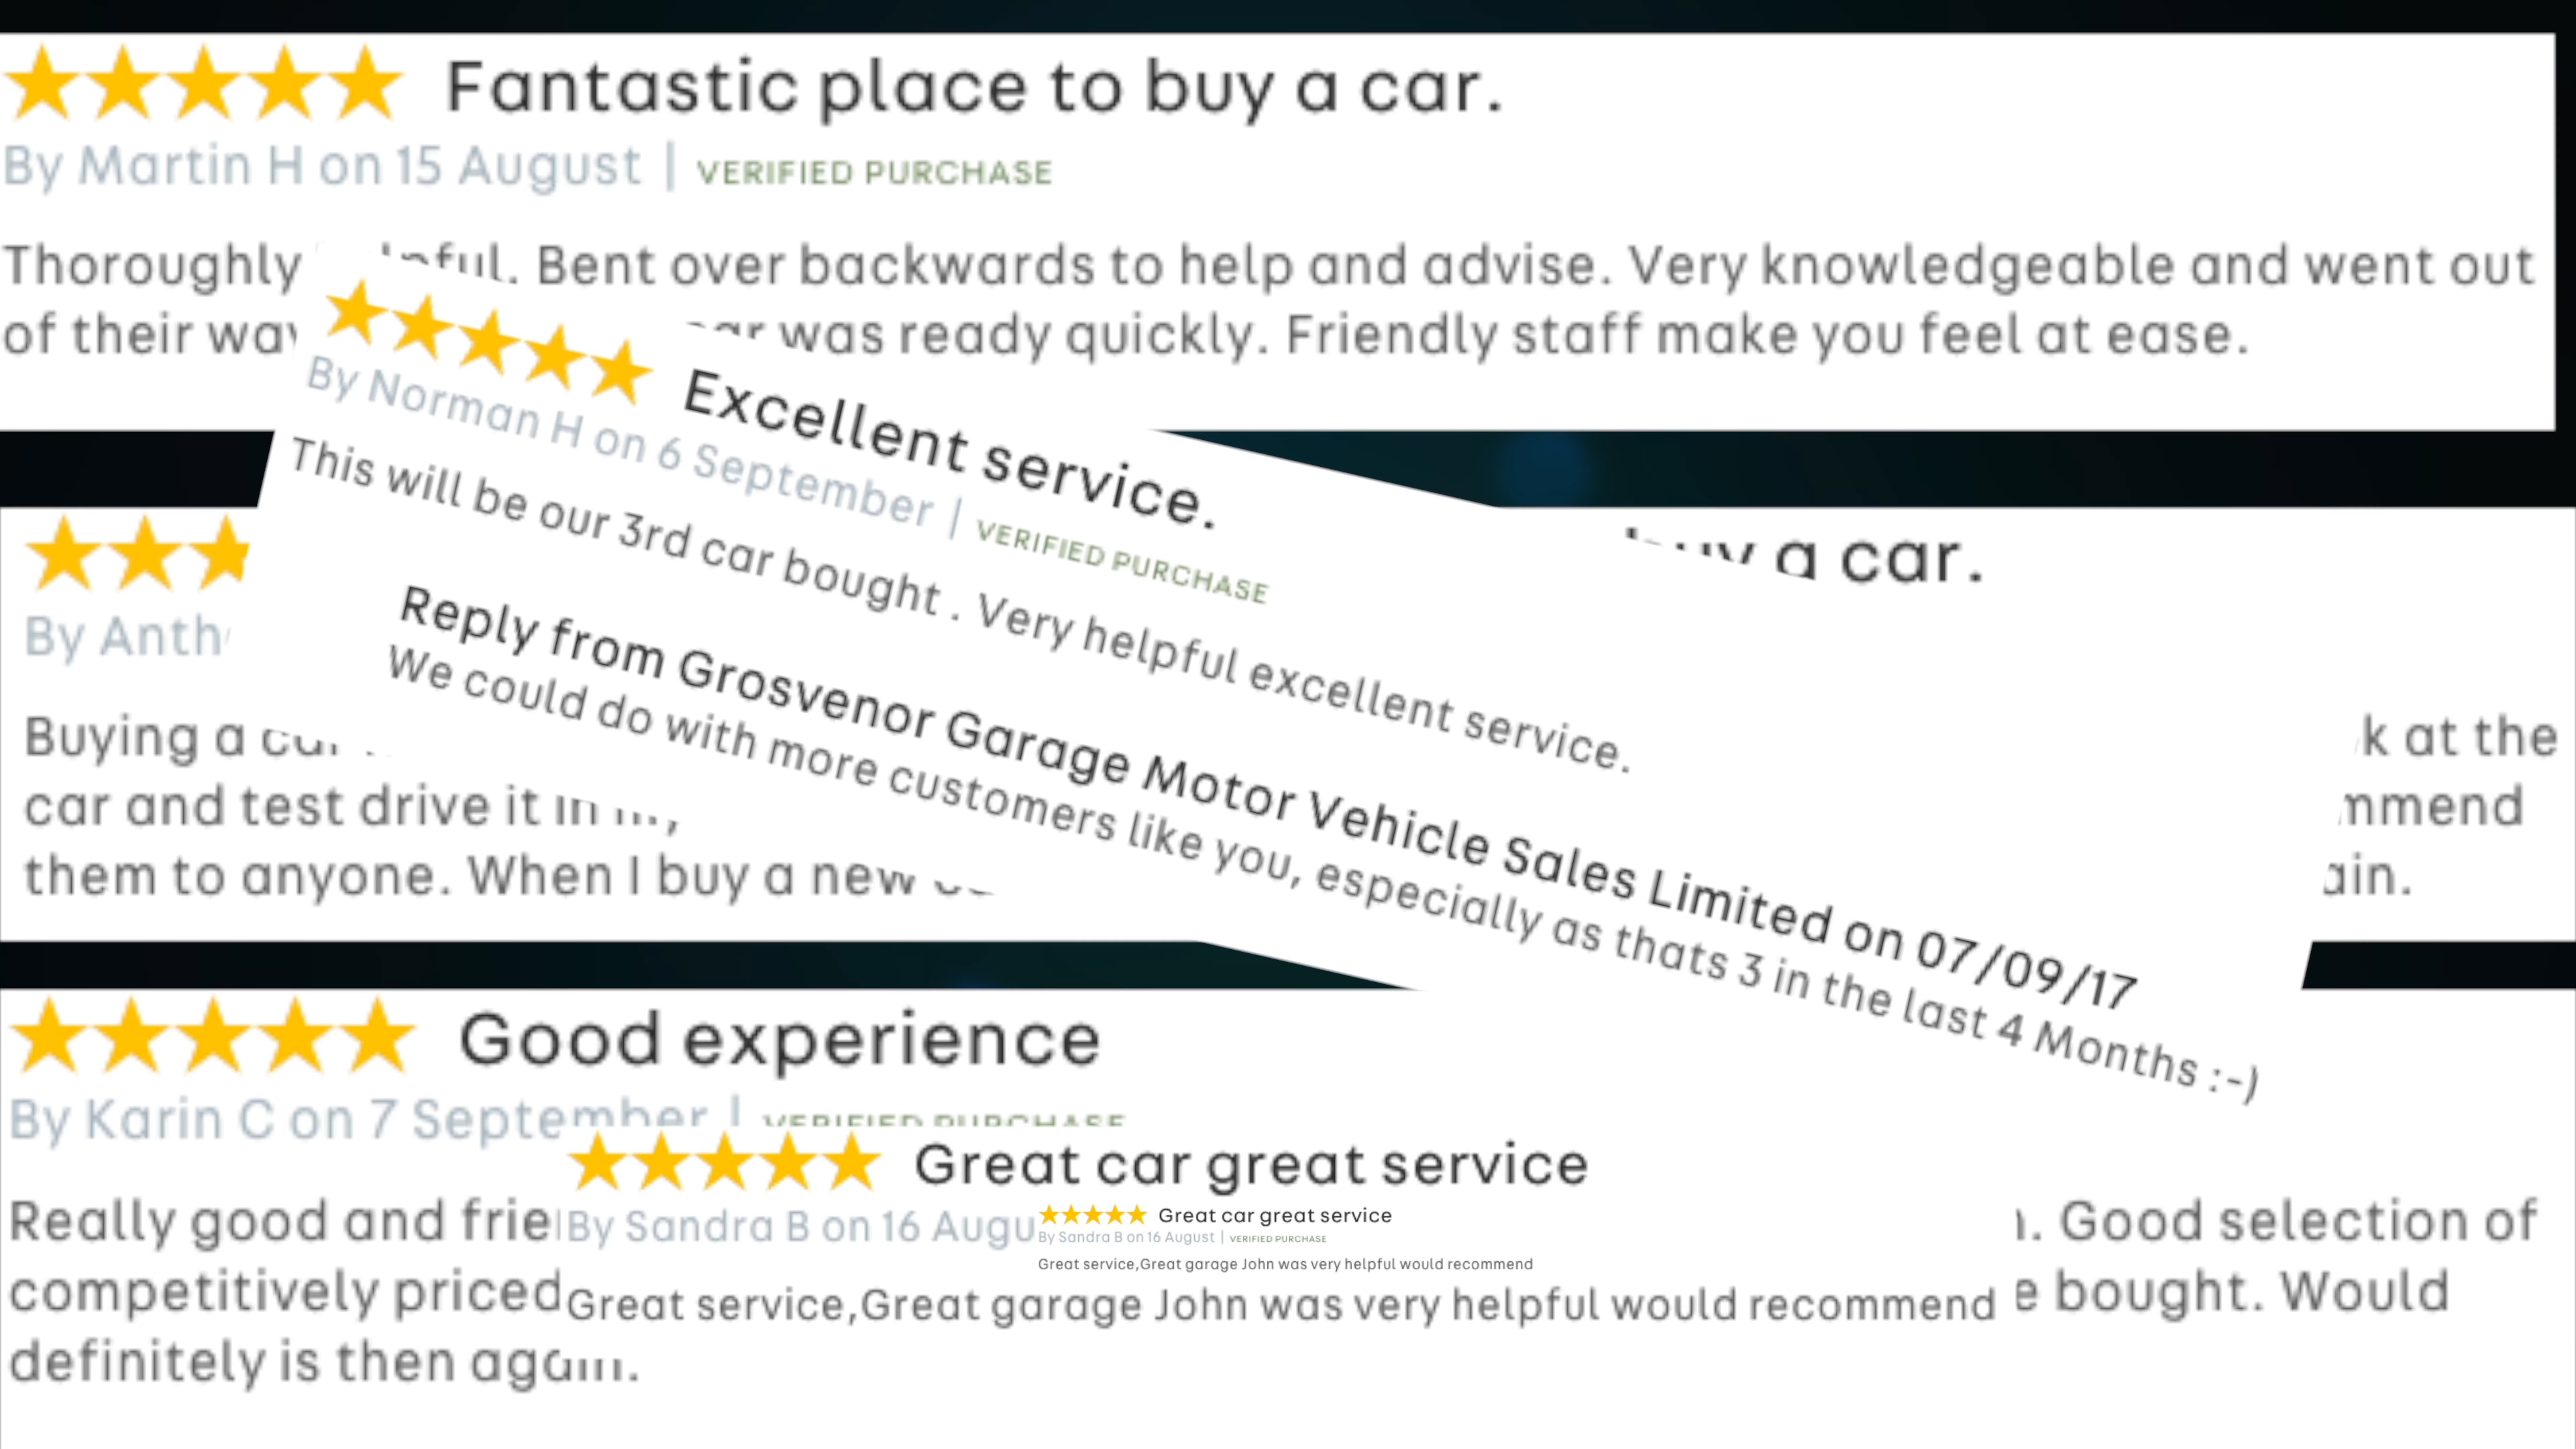 Fantastic place to buy a car.
By Martin H on 15 August | VERIFIED PURCHASE
Thoroughly Bent over backwards to help and advise. Very knowledgeable and went out
of their was ready quickly. Friendly staff make you feel at ease.
Excellent service.
By Norman H on 6 September | VERIFIED PURCHASE
This will be our 3rd car bought . Very helpful excellent service.
Reply from Grosvenor Garage Motor Vehicle Sales Limited on 07/09/17
We could do with more customers like you, especially as thats 3 in the last 4 Months :-)
a car.
By
Buying a at the
car and test drive it
them to anyone. When I buy a new
Good experience
By Karin C on 7 September | VERIFIED PURCHASE
Really good and Good selection of
competitively priced bought. Would
definitely is then again.
Great car great service
By Sandra B on 16
Great service,Great garage John was very helpful would recommend
Great car great service
By Sandra B on 16 August | VERIFIED PURCHASE
Great service,Great garage John was very helpful would recommend